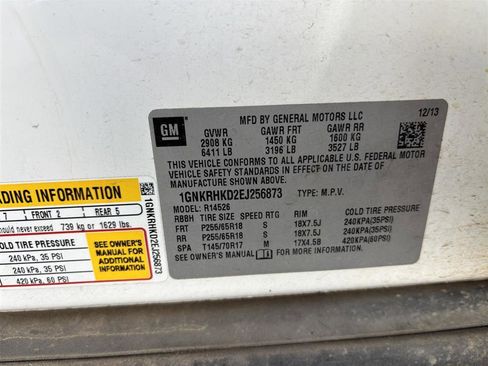 GM
MFD BY GENERAL MOTORS LLC
12/13
GVWR GAWR FRT GAWR RR
2908 KG 1450 KG 1600 KG
6411 LB 3196 LB 3527 LB
THIS VEHICLE CONFORMS TO ALL APPLICABLE U.S. FEDERAL MOTOR
VEHICLE SAFETY STANDARDS IN EFFECT ON THE DATE OF
MANUFACTURE SHOWN ABOVE.
1GNKRHKD2EJ256873 TYPE: M.P.V.
MODEL: R14526
RBBH TIRE SIZE SPEED RTG RIM COLD TIRE PRESSURE
FRT P255/65R18 S 18X7.5J 240KPA(35PSI)
RR P255/65R18 S 18X7.5J 240KPA(35PSI)
SPA T145/70R17 M 17X4.5B 420KPA(60PSI)
SEE OWNER'S MANUAL FOR MORE INFORMATION.
ADING INFORMATION
7 FRONT 2 REAR 5
should never exceed 739 kg or 1629 lbs.
COLD TIRE PRESSURE
240 kPa, 35 PSI
240 kPa, 35 PSI
420 kPa, 60 PSI
SEE OWNER'S
MANUAL FOR
ADDITIONAL
INFORMATION
1GNKRHKD2EJ256873